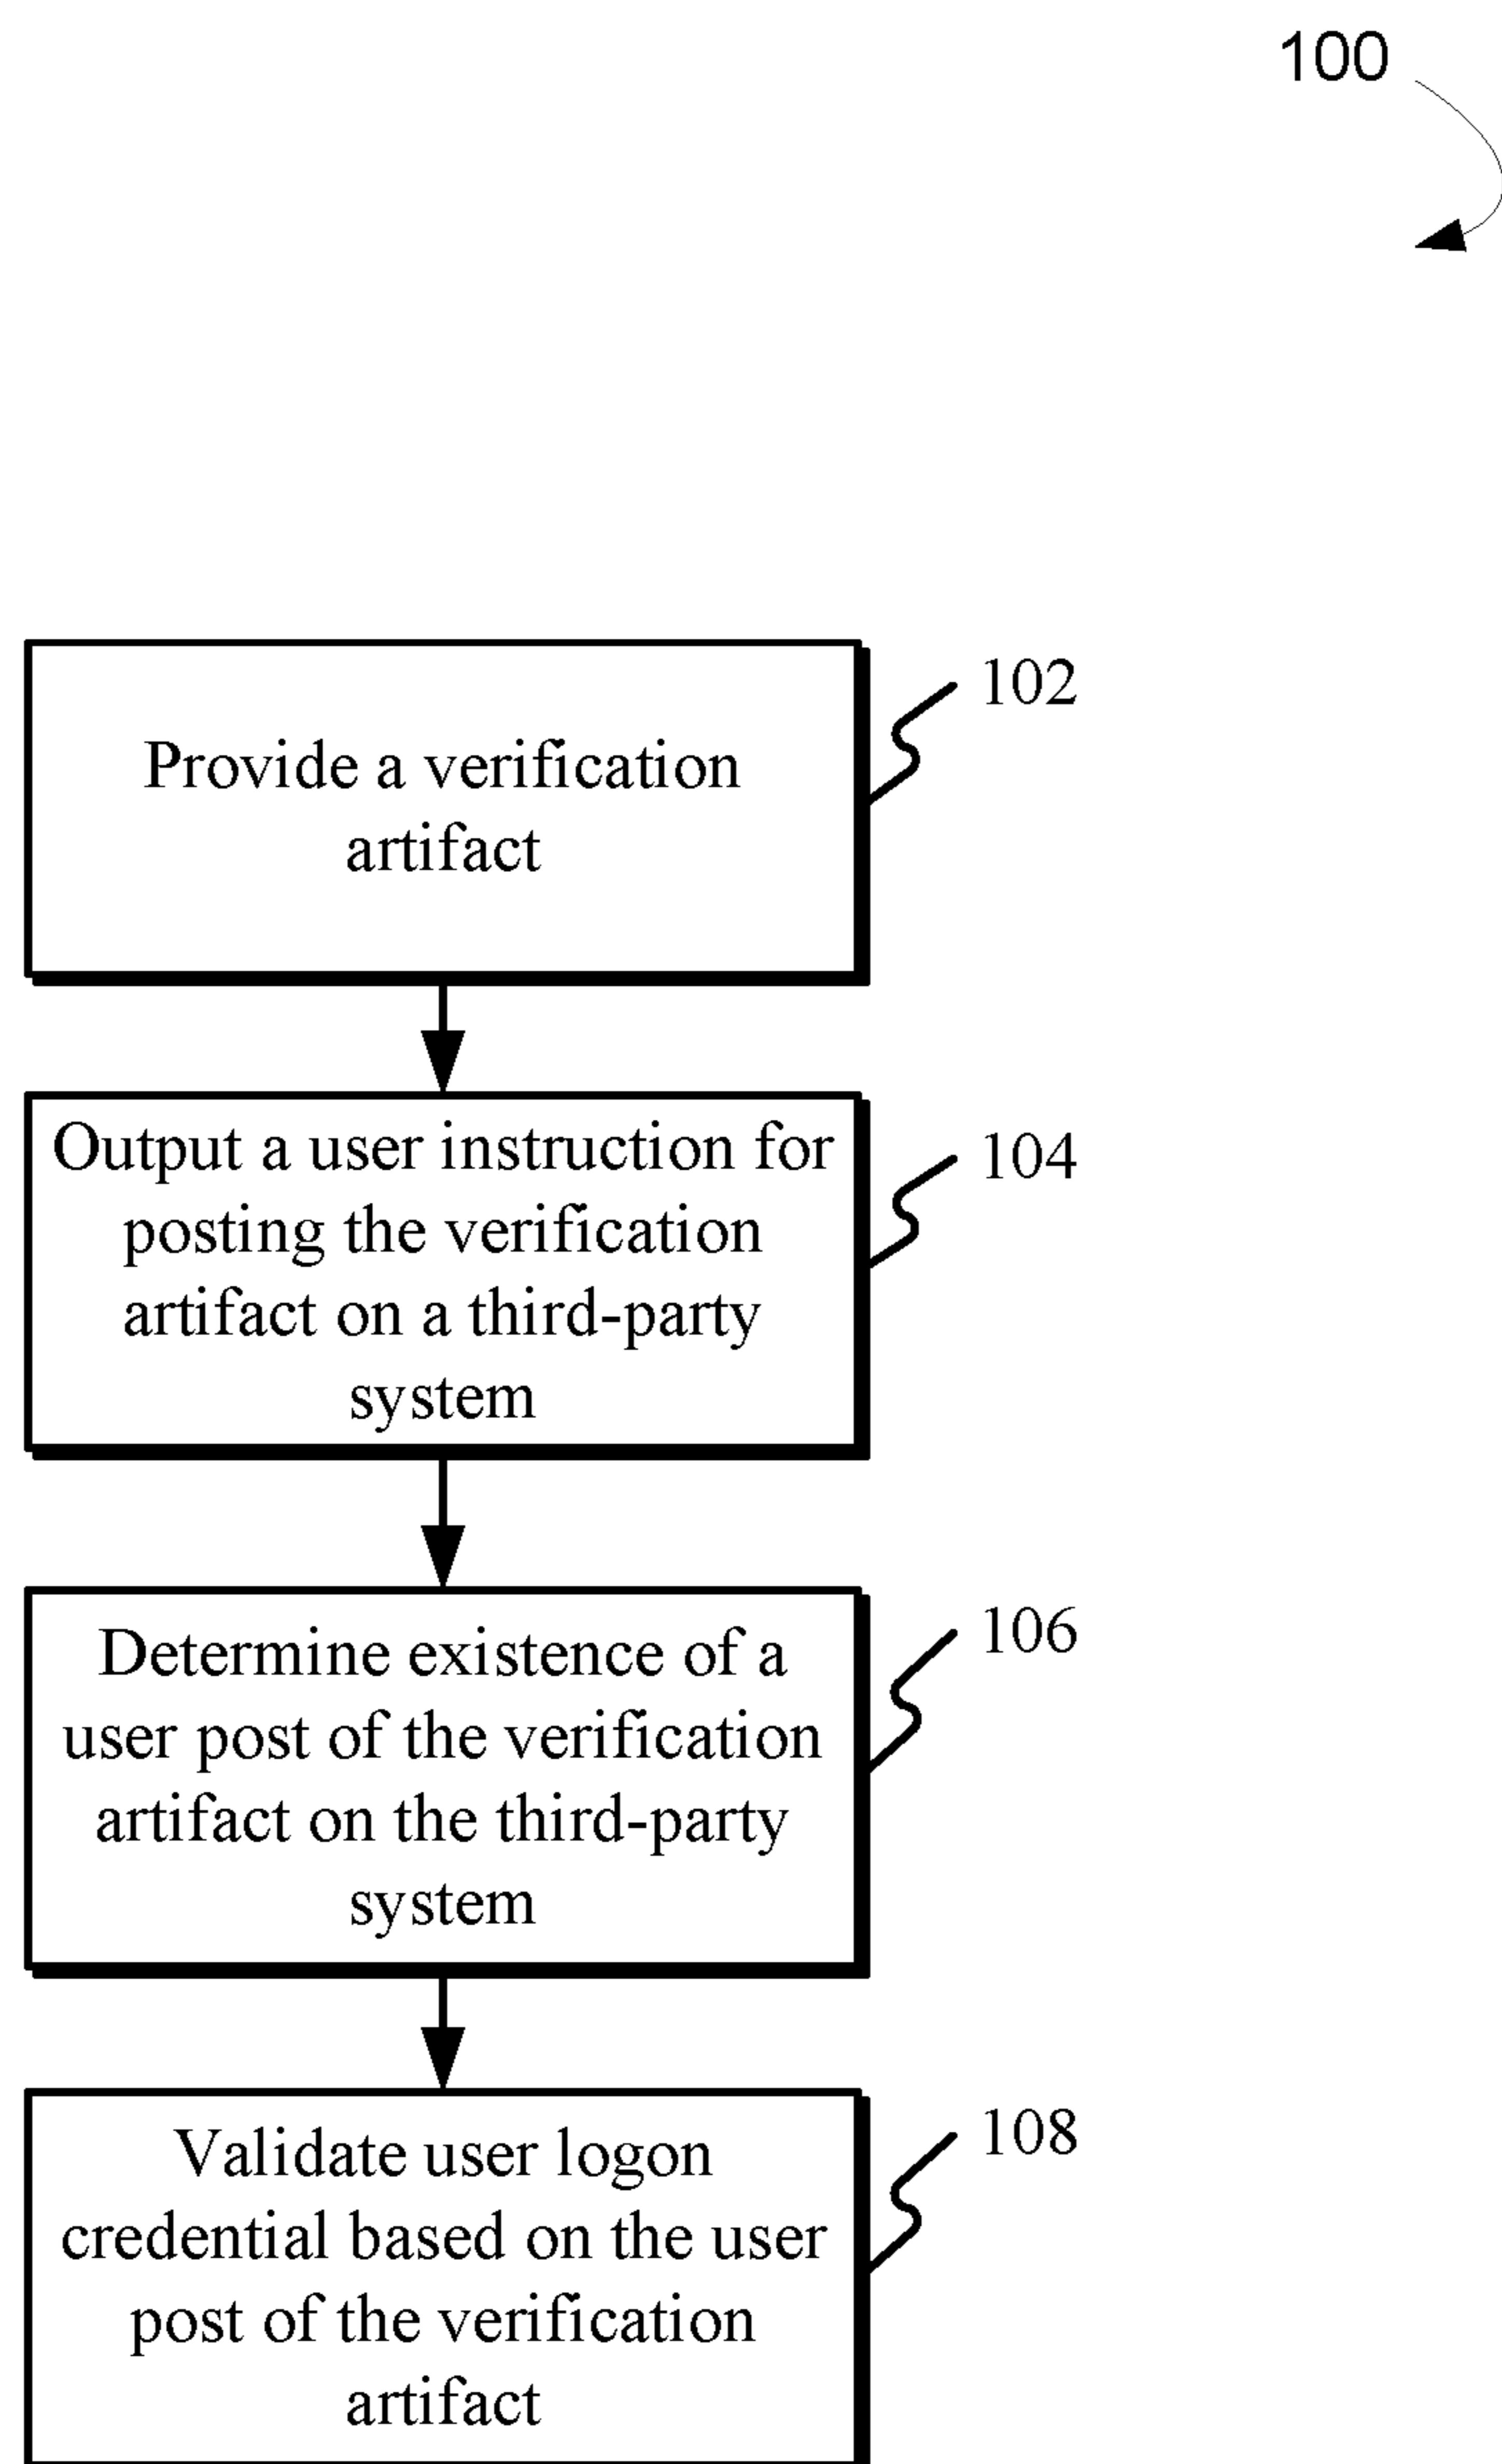 100
Provide a verification
artifact
102
Output a user instruction for
posting the verification
artifact on a third-party
system
104
Determine existence of a
user post of the verification
artifact on the third-party
system
106
Validate user logon
credential based on the user
post of the verification
artifact
108